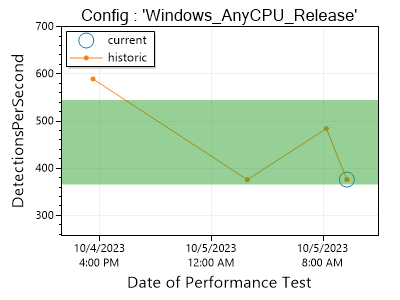 Config : 'Windows_AnyCPU_Release'
700
current
historic
600
500
400
300
DetectionsPerSecond
10/4/2023
4:00 PM
10/5/2023
12:00 AM
10/5/2023
8:00 AM
Date of Performance Test